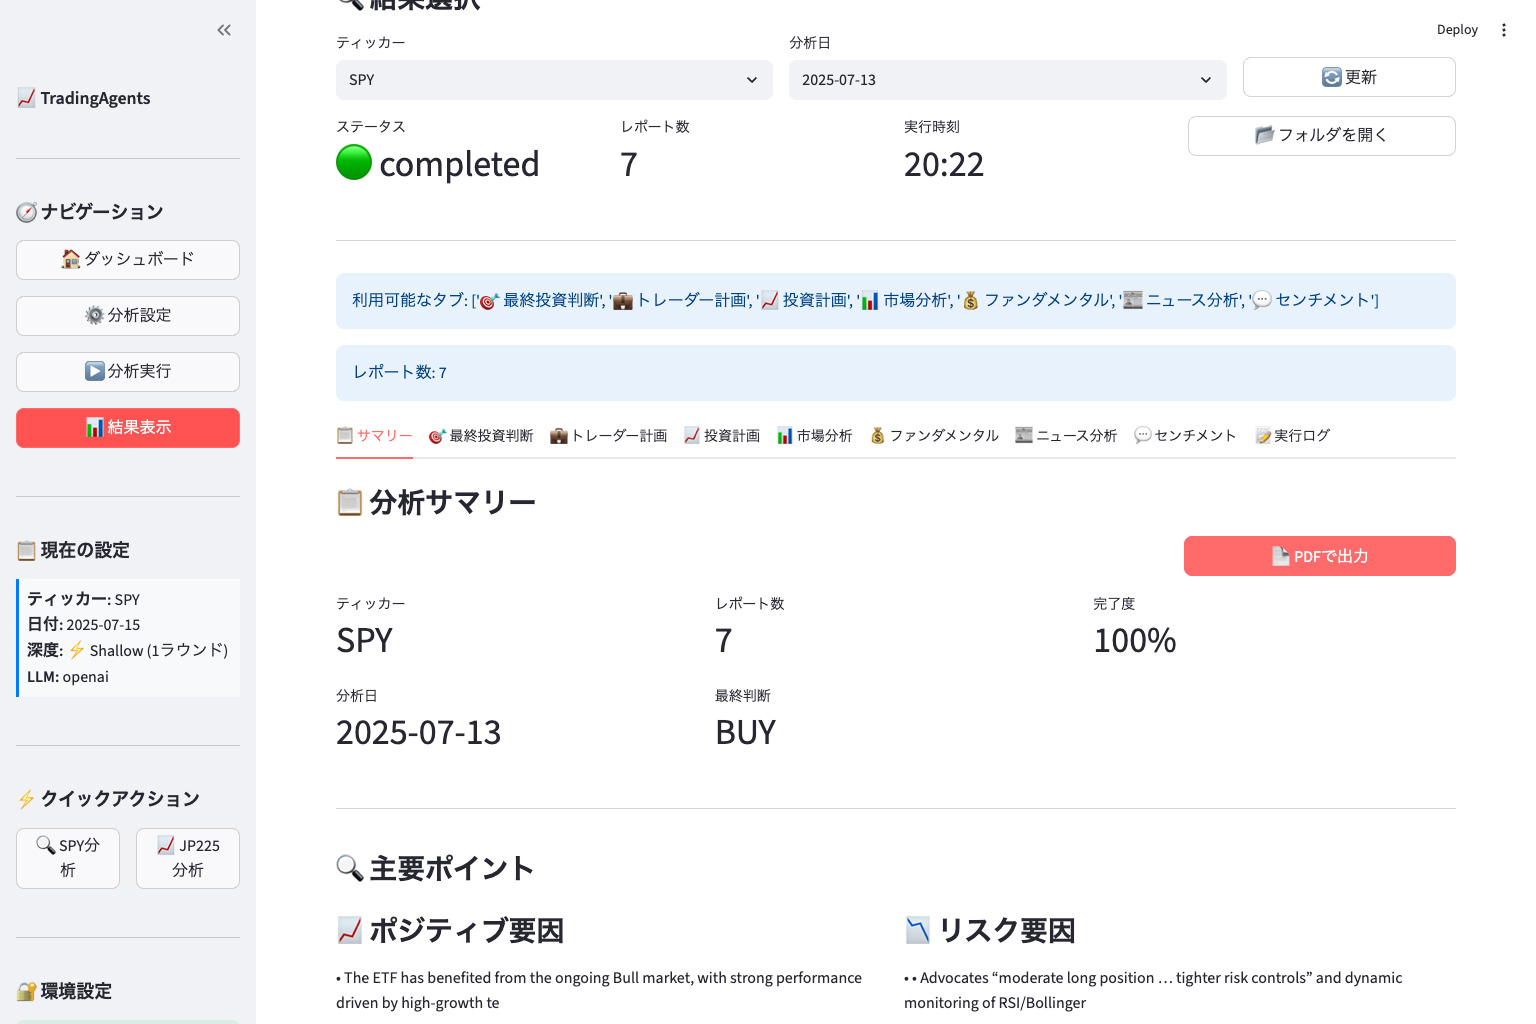 TradingAgents
ナビゲーション
ダッシュボード
分析設定
分析実行
結果表示
現在の設定
ティッカー: SPY
日付: 2025-07-15
深度: ⚡ Shallow (1ラウンド)
LLM: openai
クイックアクション
SPY分
析
JP225
分析
環境設定
Deploy
結果選択
ティッカー
SPY
分析日
2025-07-13
更新
ステータス
completed
レポート数
7
実行時刻
20:22
フォルダを開く
利用可能なタブ: ['🎯 最終投資判断', '💼 トレーダー計画', '📈 投資計画', '📊 市場分析', '💰 ファンダメンタル', '📰 ニュース分析', '💬 センチメント']
レポート数: 7
サマリー 最終投資判断 トレーダー計画 投資計画 市場分析 ファンダメンタル ニュース分析 センチメント 実行ログ
分析サマリー
PDFで出力
ティッカー
SPY
レポート数
7
完了度
100%
分析日
2025-07-13
最終判断
BUY
主要ポイント
ポジティブ要因
• The ETF has benefited from the ongoing Bull market, with strong performance
driven by high-growth te
リスク要因
• • Advocates “moderate long position … tighter risk controls” and dynamic
monitoring of RSI/Bollinger